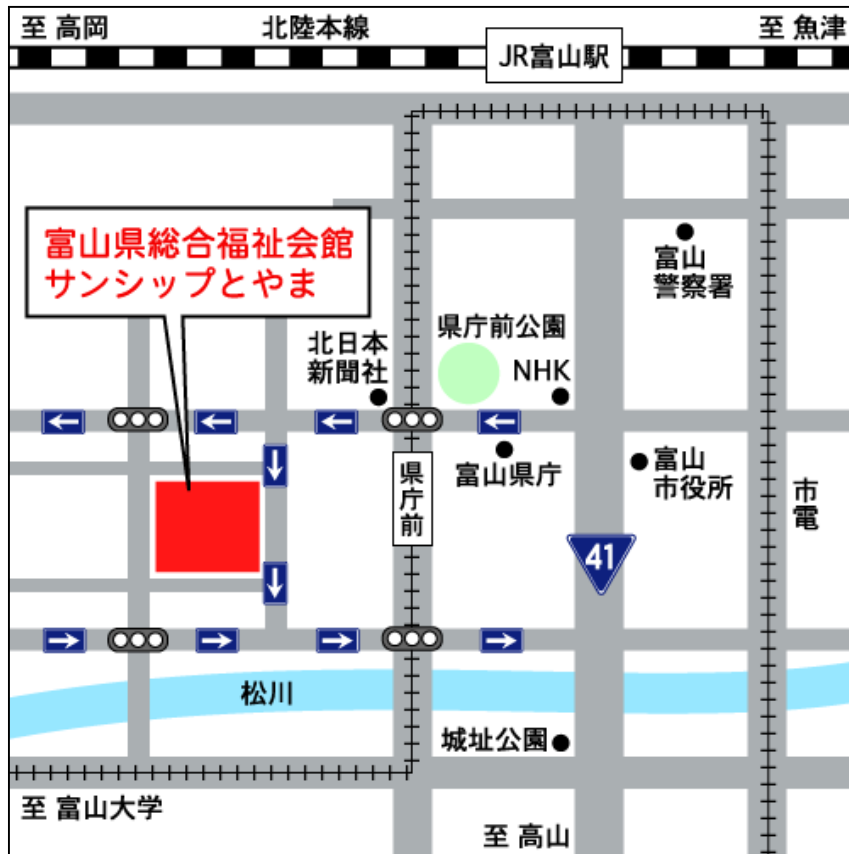 至 高岡
北陸本線
至 魚津
JR富山駅
富山県総合福祉会館
サンシップとやま
富山
警察署
北日本
新聞社
県庁前公園
NHK
富山県庁
富山
市役所
県庁前
市電
41
松川
城址公園
至 富山大学
至 高山